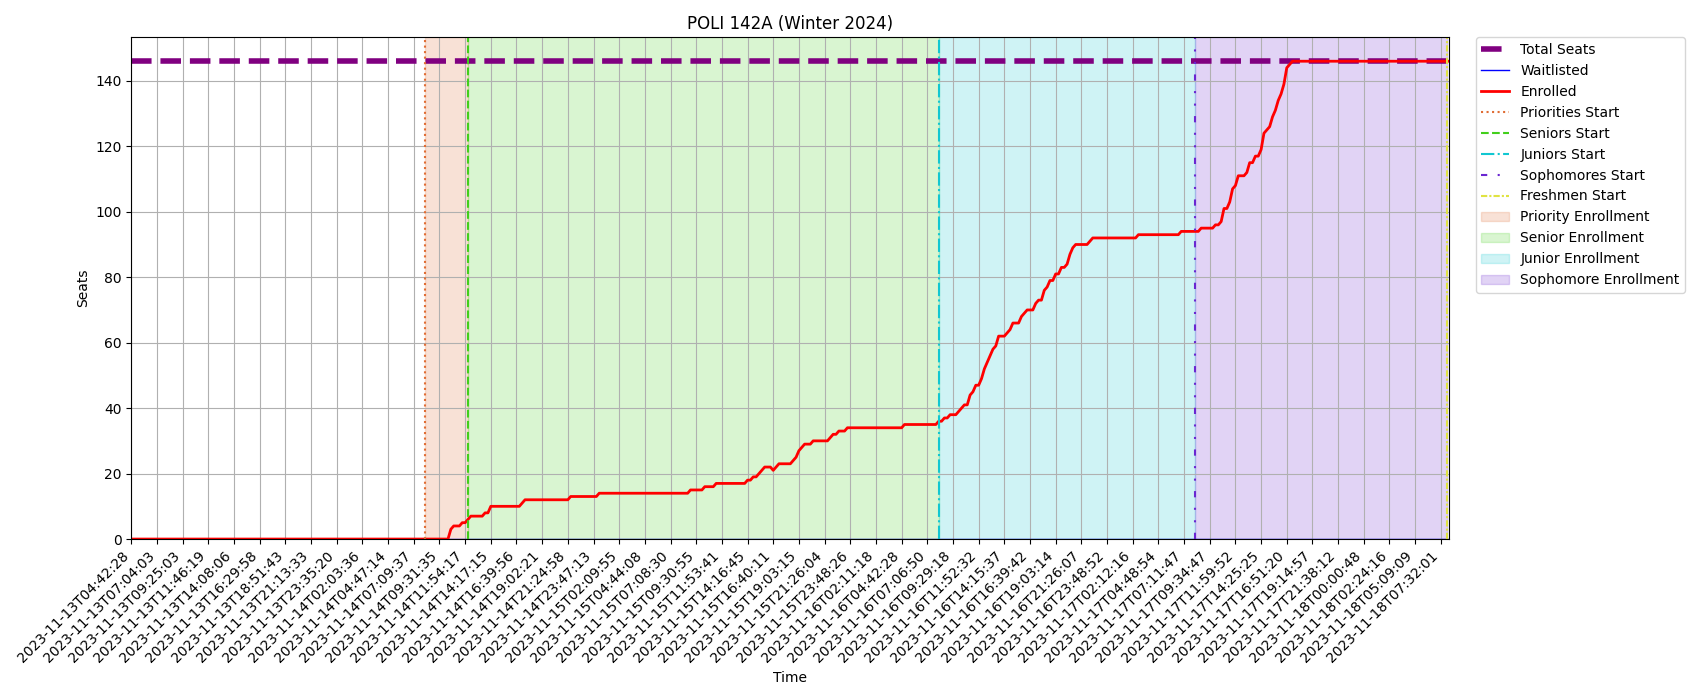 POLI 142A (Winter 2024)
Seats
140
120
100
80
60
40
20
0
2023-11-13T04:42:28
2023-11-13T07:04:03
2023-11-13T09:25:03
2023-11-13T11:46:19
2023-11-13T14:08:06
2023-11-13T16:29:58
2023-11-13T18:51:43
2023-11-13T21:13:33
2023-11-13T23:35:20
2023-11-14T02:03:36
2023-11-14T04:47:14
2023-11-14T07:09:37
2023-11-14T09:31:35
2023-11-14T11:54:17
2023-11-14T14:17:15
2023-11-14T16:39:56
2023-11-14T19:02:21
2023-11-14T21:24:58
2023-11-14T23:47:13
2023-11-15T02:09:55
2023-11-15T04:44:08
2023-11-15T07:08:30
2023-11-15T09:30:55
2023-11-15T11:53:41
2023-11-15T14:16:45
2023-11-15T16:40:11
2023-11-15T19:03:15
2023-11-15T21:26:04
2023-11-15T23:48:26
2023-11-16T02:11:18
2023-11-16T04:42:28
2023-11-16T07:06:50
2023-11-16T09:29:18
2023-11-16T11:52:32
2023-11-16T14:15:37
2023-11-16T16:39:42
2023-11-16T19:03:14
2023-11-16T21:26:07
2023-11-16T23:48:52
2023-11-17T02:12:16
2023-11-17T04:48:54
2023-11-17T07:11:47
2023-11-17T09:34:47
2023-11-17T11:59:52
2023-11-17T14:25:25
2023-11-17T16:51:20
2023-11-17T19:14:57
2023-11-17T21:38:12
2023-11-18T00:00:48
2023-11-18T02:24:16
2023-11-18T05:09:09
2023-11-18T07:32:01
Time
Total Seats
Waitlisted
Enrolled
Priorities Start
Seniors Start
Juniors Start
Sophomores Start
Freshmen Start
Priority Enrollment
Senior Enrollment
Junior Enrollment
Sophomore Enrollment